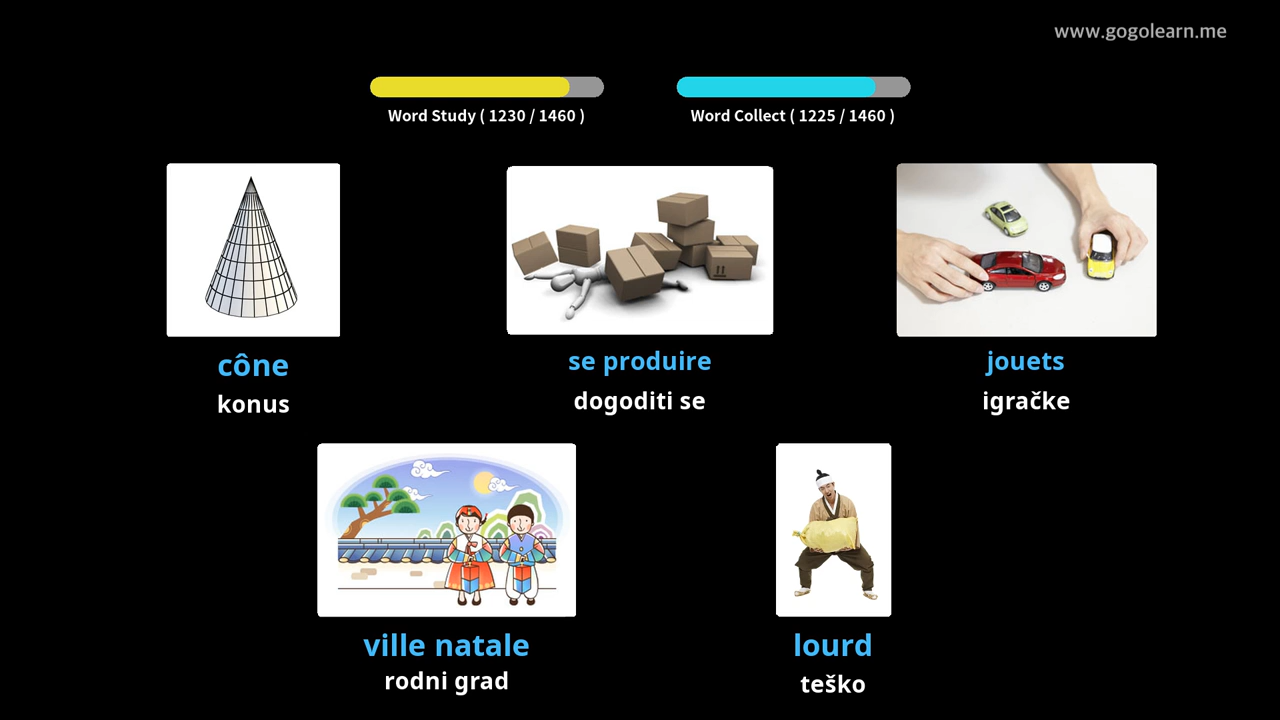 www.gogolearn.me
Word Study ( 1230 / 1460 )
Word Collect ( 1225 / 1460 )
cône
konus
se produire
dogoditi se
jouets
igračke
ville natale
rodni grad
lourd
teško